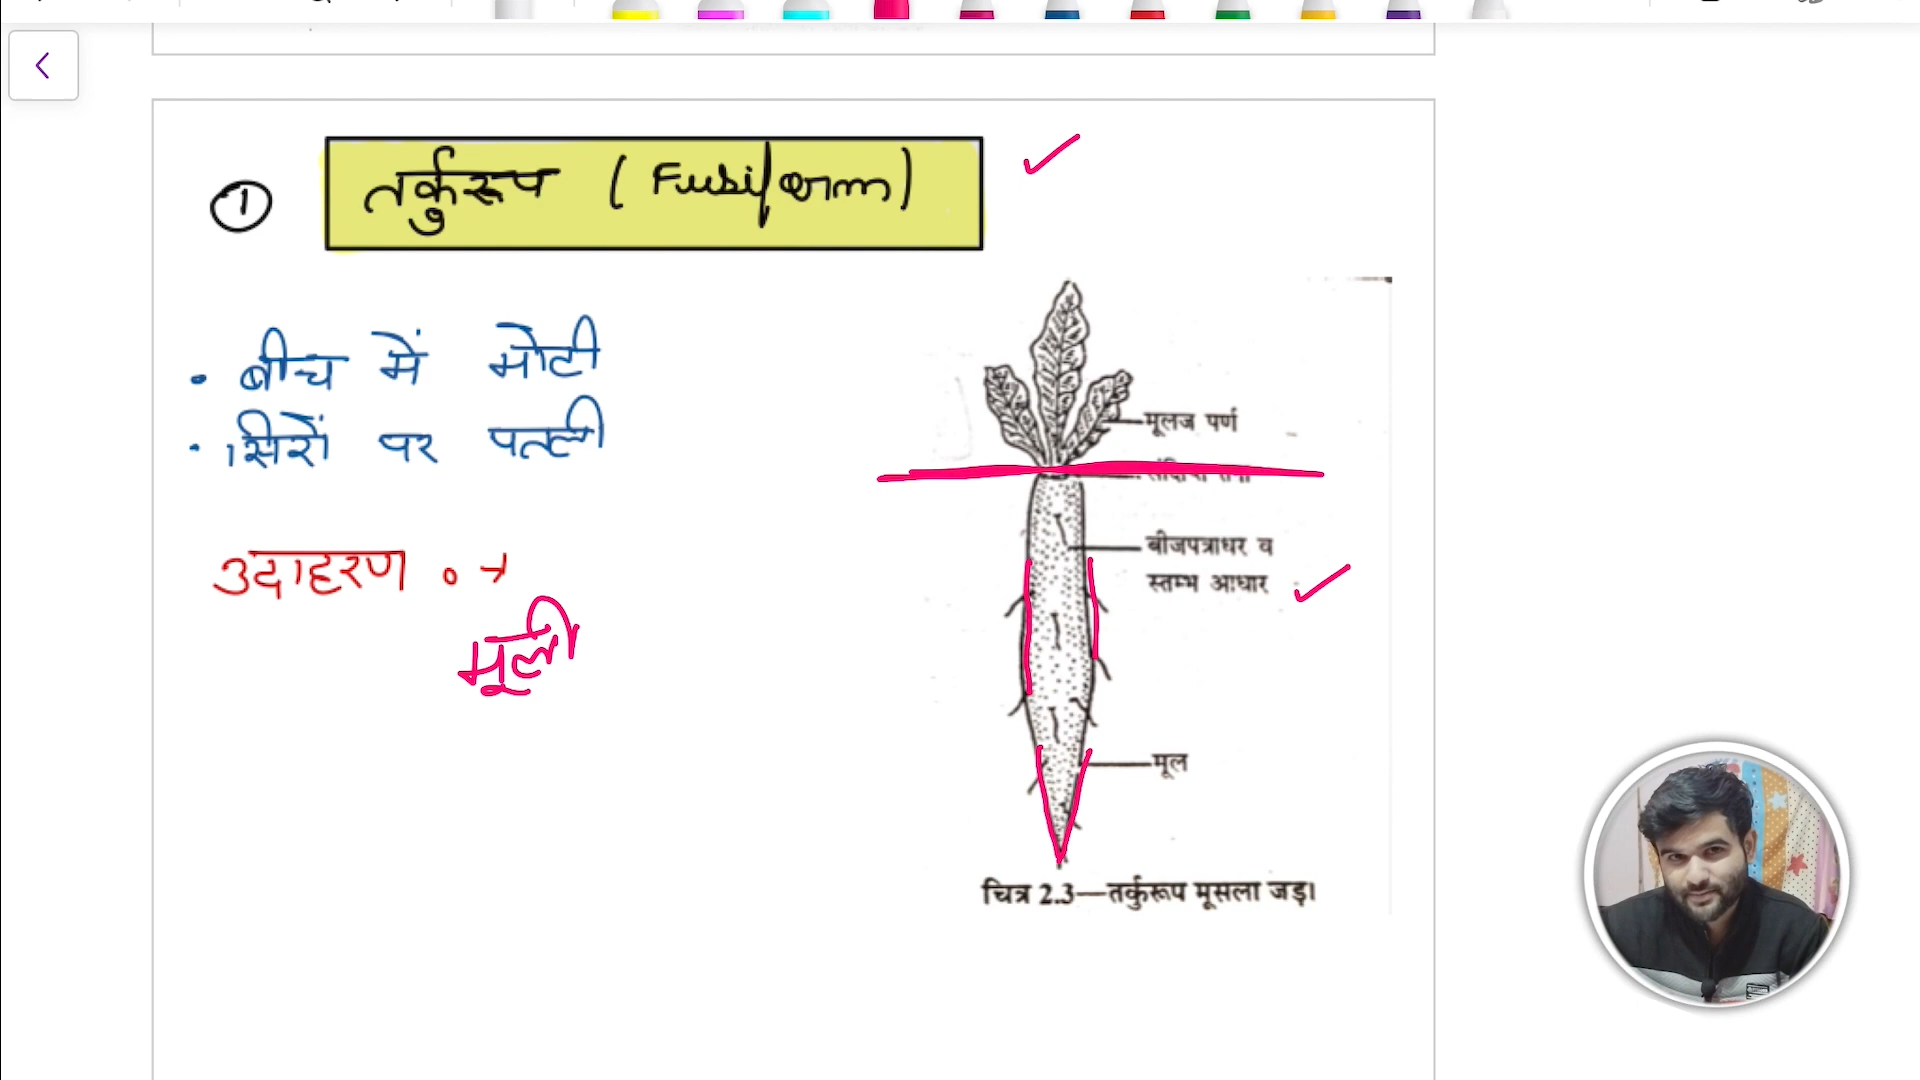 ① तर्कुरूप ( Fusiform )
• बीच में मोटी
• सिरों पर पतली
उदाहरण ० →
मूली
मूलज पर्ण
बीजपत्राधर व
स्तम्भ आधार
मूल
चित्र 2.3—तर्कुरूप मूसला जड़।